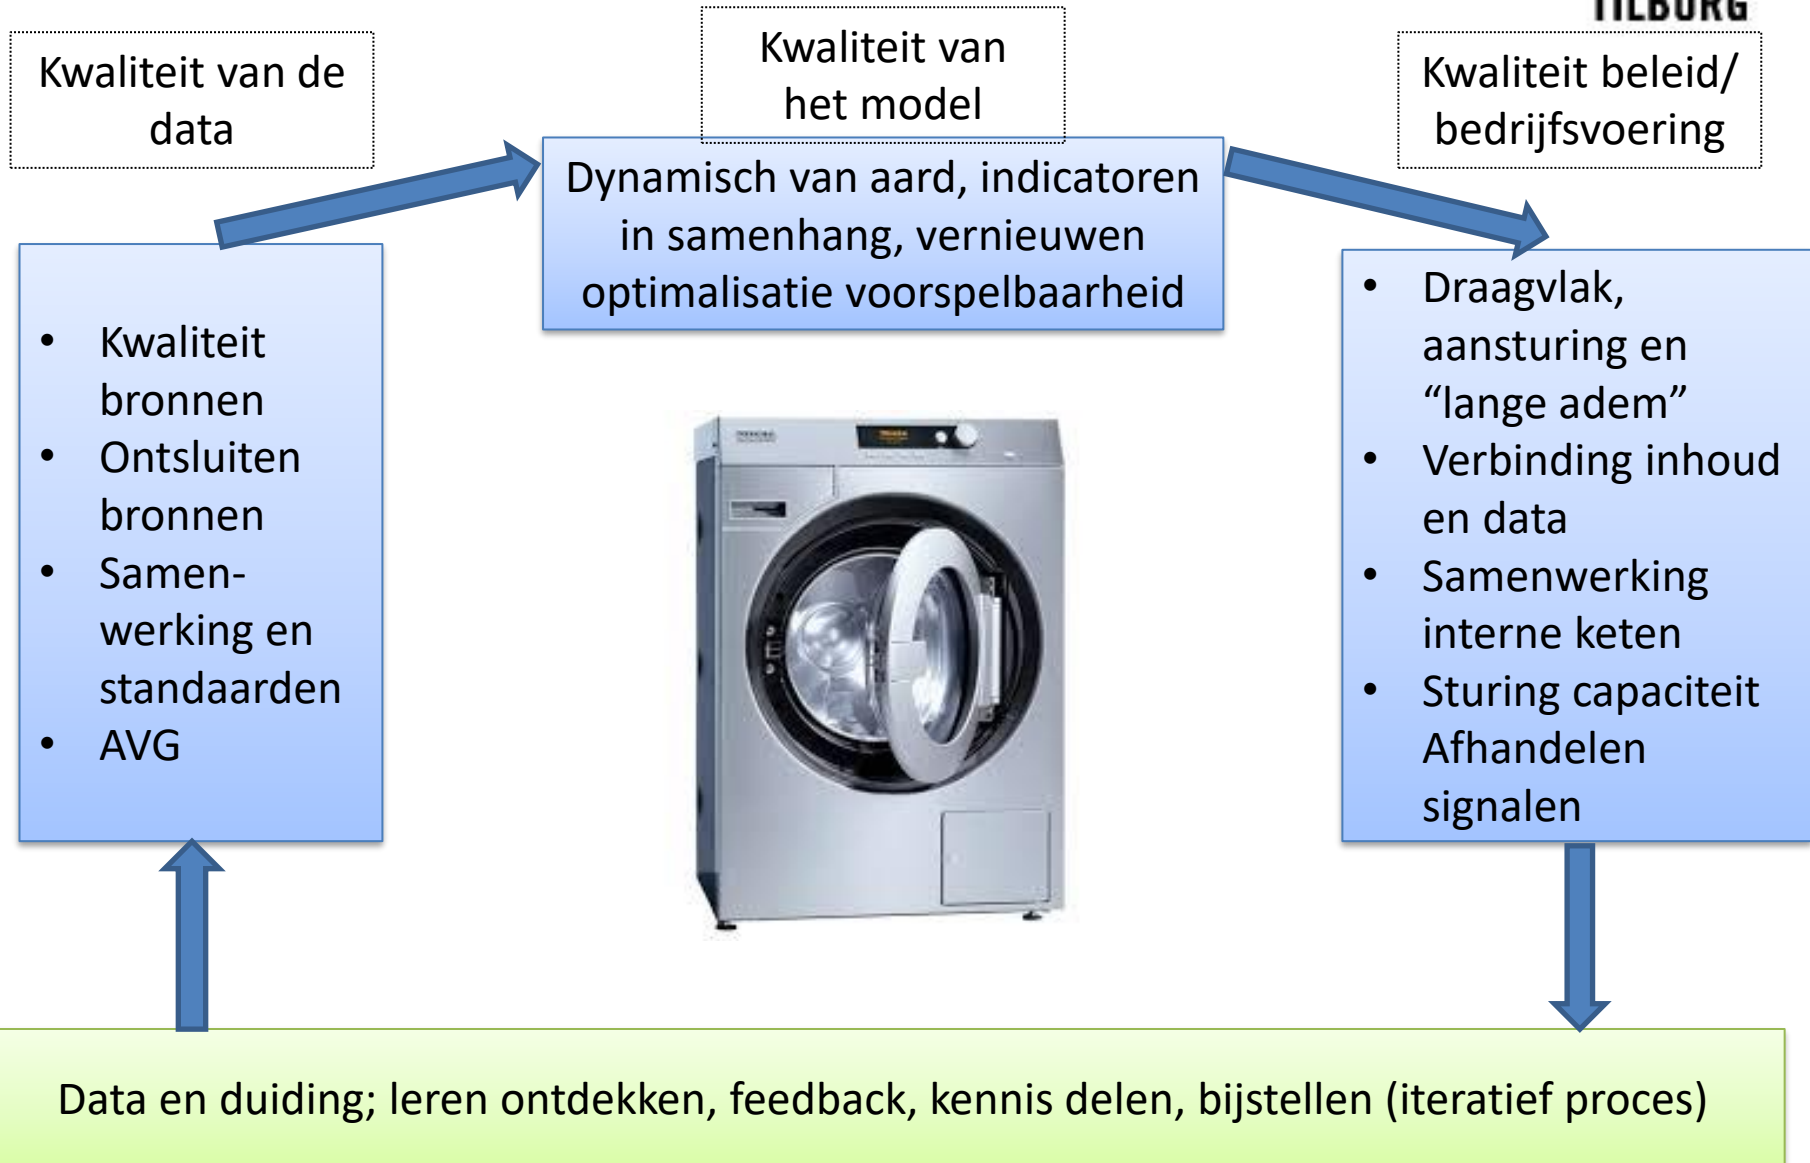 TILBURG
Kwaliteit van de
data
Kwaliteit van
het model
Kwaliteit beleid/
bedrijfsvoering
Dynamisch van aard, indicatoren
in samenhang, vernieuwen
optimalisatie voorspelbaarheid
• Kwaliteit
bronnen
• Ontsluiten
bronnen
• Samen-
werking en
standaarden
• AVG
• Draagvlak,
aansturing en
“lange adem”
• Verbinding inhoud
en data
• Samenwerking
interne keten
• Sturing capaciteit
Afhandelen
signalen
Data en duiding; leren ontdekken, feedback, kennis delen, bijstellen (iteratief proces)